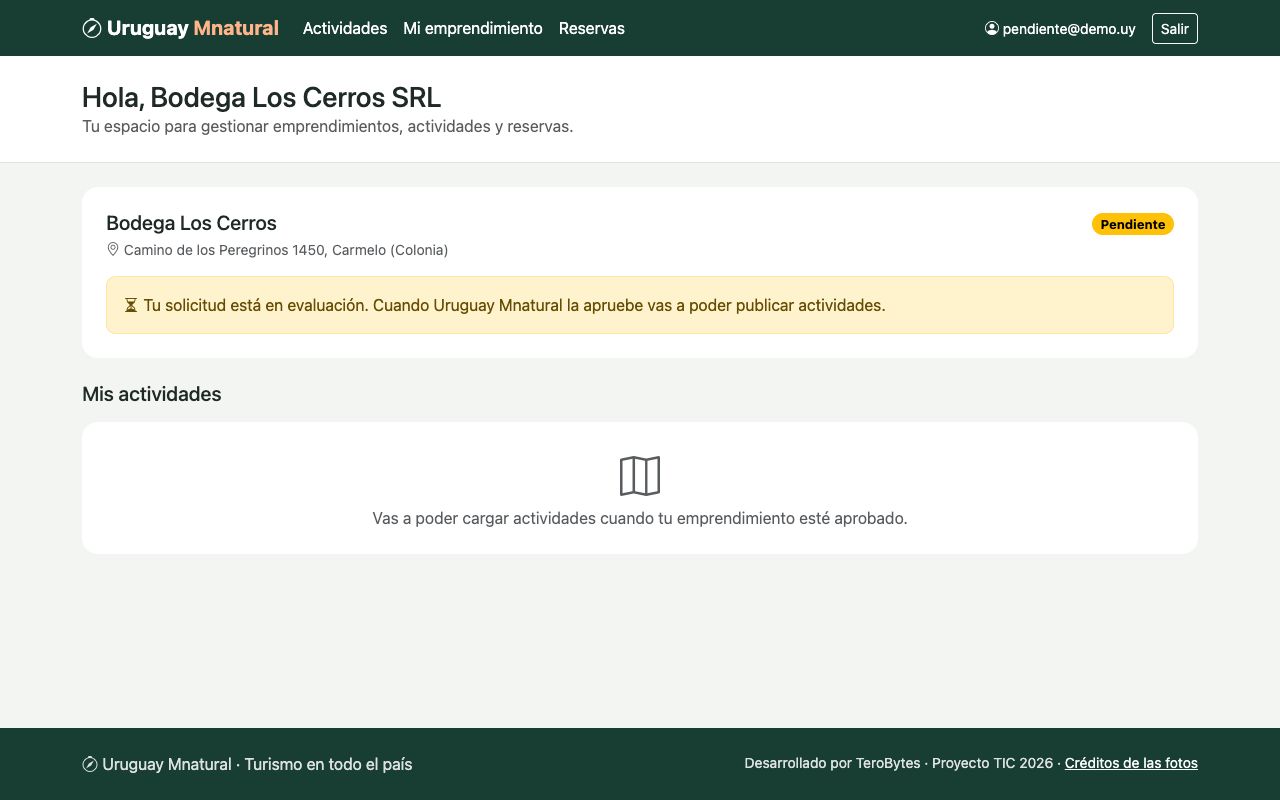 Uruguay Mnatural
Actividades
Mi emprendimiento
Reservas
pendiente@demo.uy
Salir
Hola, Bodega Los Cerros SRL
Tu espacio para gestionar emprendimientos, actividades y reservas.
Bodega Los Cerros
Pendiente
Camino de los Peregrinos 1450, Carmelo (Colonia)
Tu solicitud está en evaluación. Cuando Uruguay Mnatural la apruebe vas a poder publicar actividades.
Mis actividades
Vas a poder cargar actividades cuando tu emprendimiento esté aprobado.
Uruguay Mnatural · Turismo en todo el país
Desarrollado por TeroBytes · Proyecto TIC 2026 · Créditos de las fotos